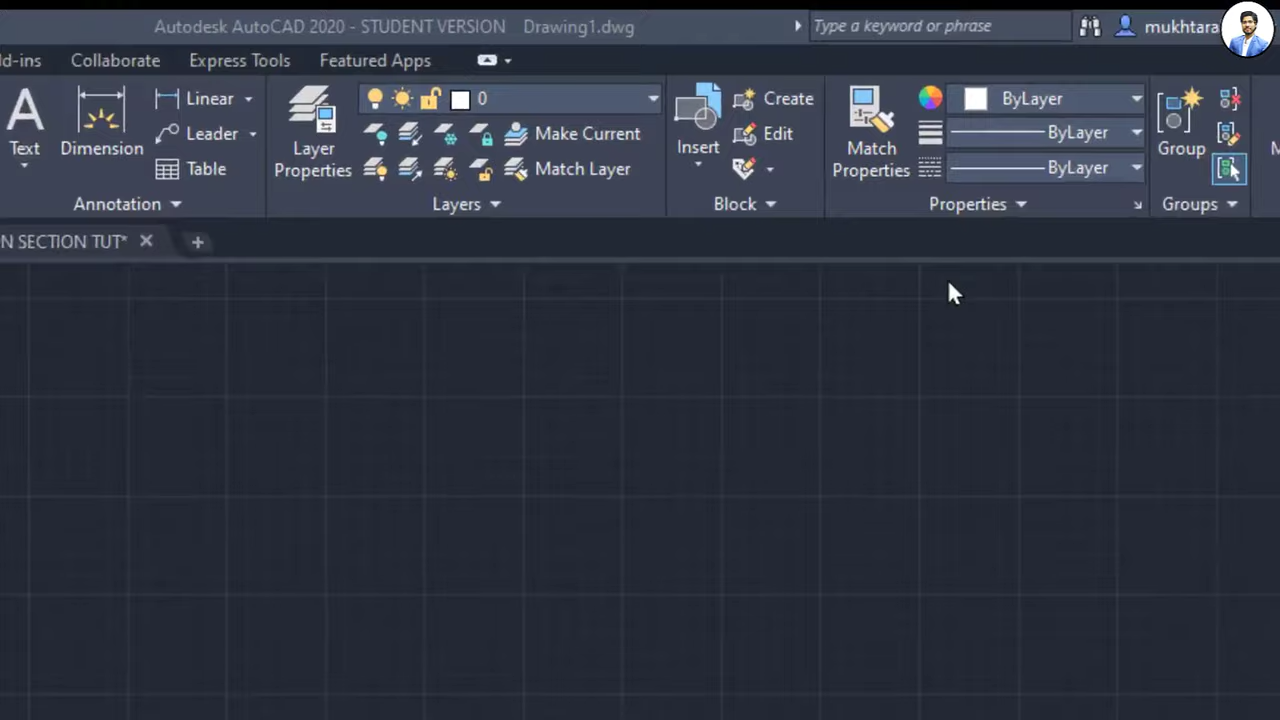 Autodesk AutoCAD 2020 - STUDENT VERSION Drawing1.dwg Type a keyword or phrase mukhtara
d-ins Collaborate Express Tools Featured Apps
Linear 0 Create ByLayer
Text Dimension Leader Layer Properties Make Current Insert Edit Match Properties ByLayer Group
Table Match Layer ByLayer
Annotation Layers Block Properties Groups
N SECTION TUT*